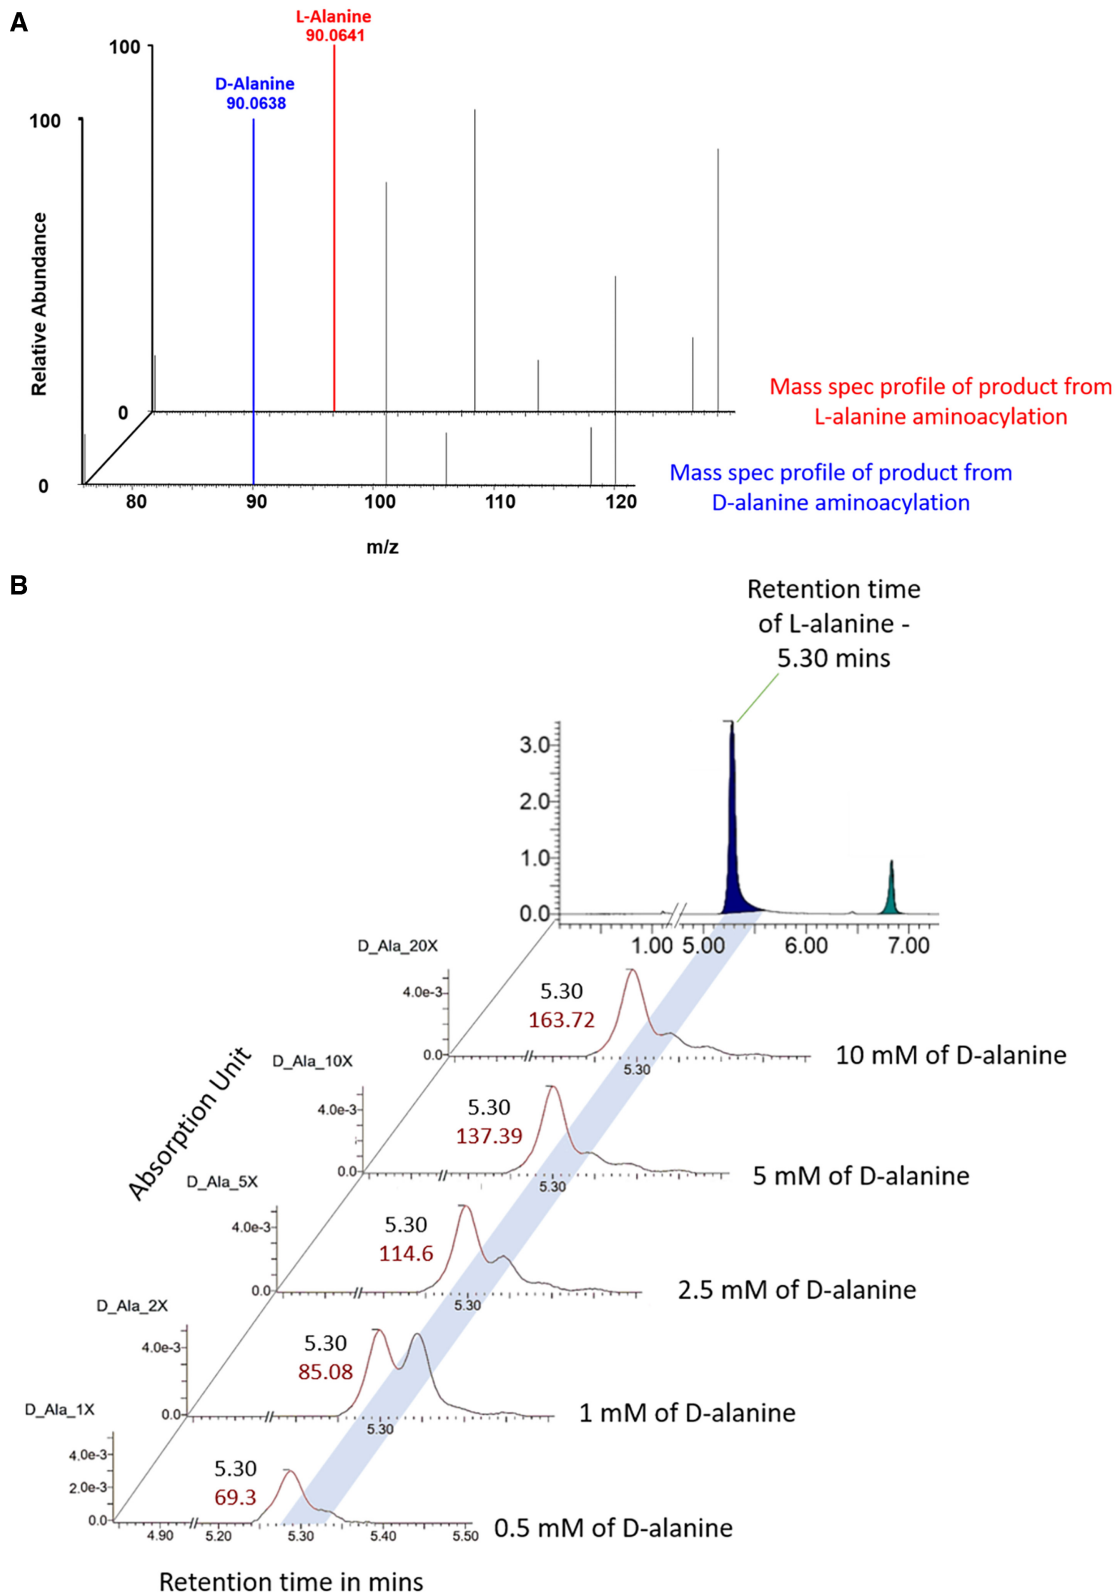 A
L-Alanine
90.0641
100
D-Alanine
90.0638
100
Relative Abundance
0
Mass spec profile of product from
L-alanine aminoacylation
0
Mass spec profile of product from
D-alanine aminoacylation
80 90 100 110 120
m/z
B
Retention time
of L-alanine -
5.30 mins
3.0
2.0
1.0
0.0
1.00 5.00 6.00 7.00
D_Ala_20X
4.0e-3
5.30
163.72
0.0
5.30
10 mM of D-alanine
Absorption Unit
D_Ala_10X
4.0e-3
5.30
137.39
0.0
5.30
5 mM of D-alanine
D_Ala_5X
4.0e-3
5.30
114.6
0.0
5.30
2.5 mM of D-alanine
D_Ala_2X
4.0e-3
5.30
85.08
0.0
5.30
1 mM of D-alanine
D_Ala_1X
4.0e-3
5.30
2.0e-3
69.3
0.0
4.90 5.20 5.30 5.40 5.50
0.5 mM of D-alanine
Retention time in mins